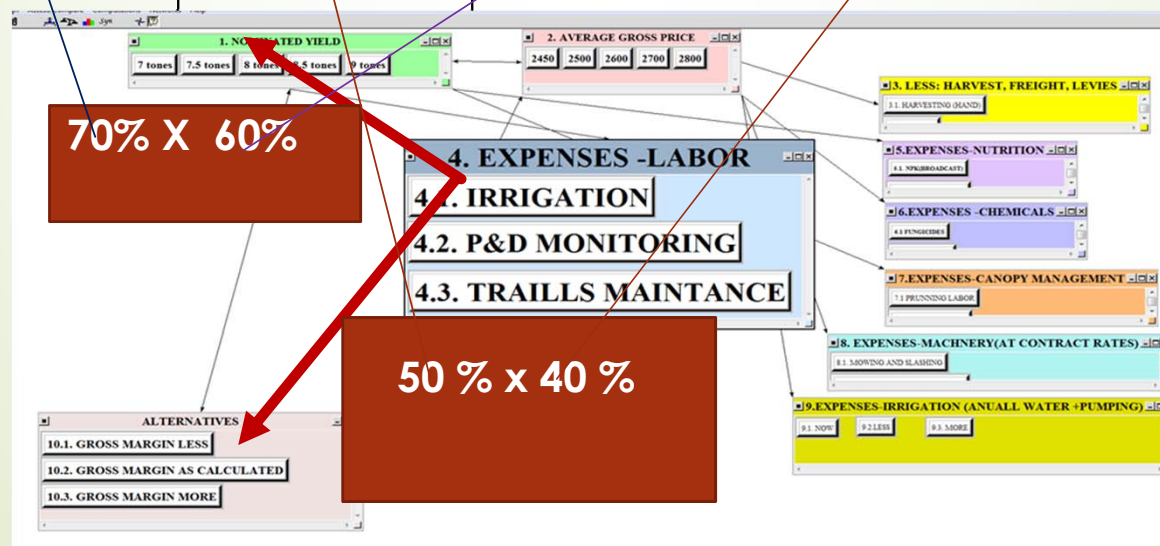 Syn
1. NOMINATED YIELD
7 tones 7.5 tones 8 tones 8.5 tones 9 tones
2. AVERAGE GROSS PRICE
2450 2500 2600 2700 2800
3. LESS: HARVEST, FREIGHT, LEVIES
3.1. HARVESTING (HAND)
70% X 60%
4. EXPENSES -LABOR
4.1. IRRIGATION
4.2. P&D MONITORING
4.3. TRAILLS MAINTANCE
5.EXPENSES-NUTRITION
5.1. NPK(BROADCAST)
6.EXPENSES -CHEMICALS
6.1 FUNGICIDES
7.EXPENSES-CANOPY MANAGEMENT
7.1 PRUNNING LABOR
50 % x 40 %
8. EXPENSES-MACHNERY(AT CONTRACT RATES)
8.1. MOWING AND SLASHING
9.EXPENSES-IRRIGATION (ANUALL WATER +PUMPING)
9.1. NOW 9.2 LESS 9.3. MORE
ALTERNATIVES
10.1. GROSS MARGIN LESS
10.2. GROSS MARGIN AS CALCULATED
10.3. GROSS MARGIN MORE